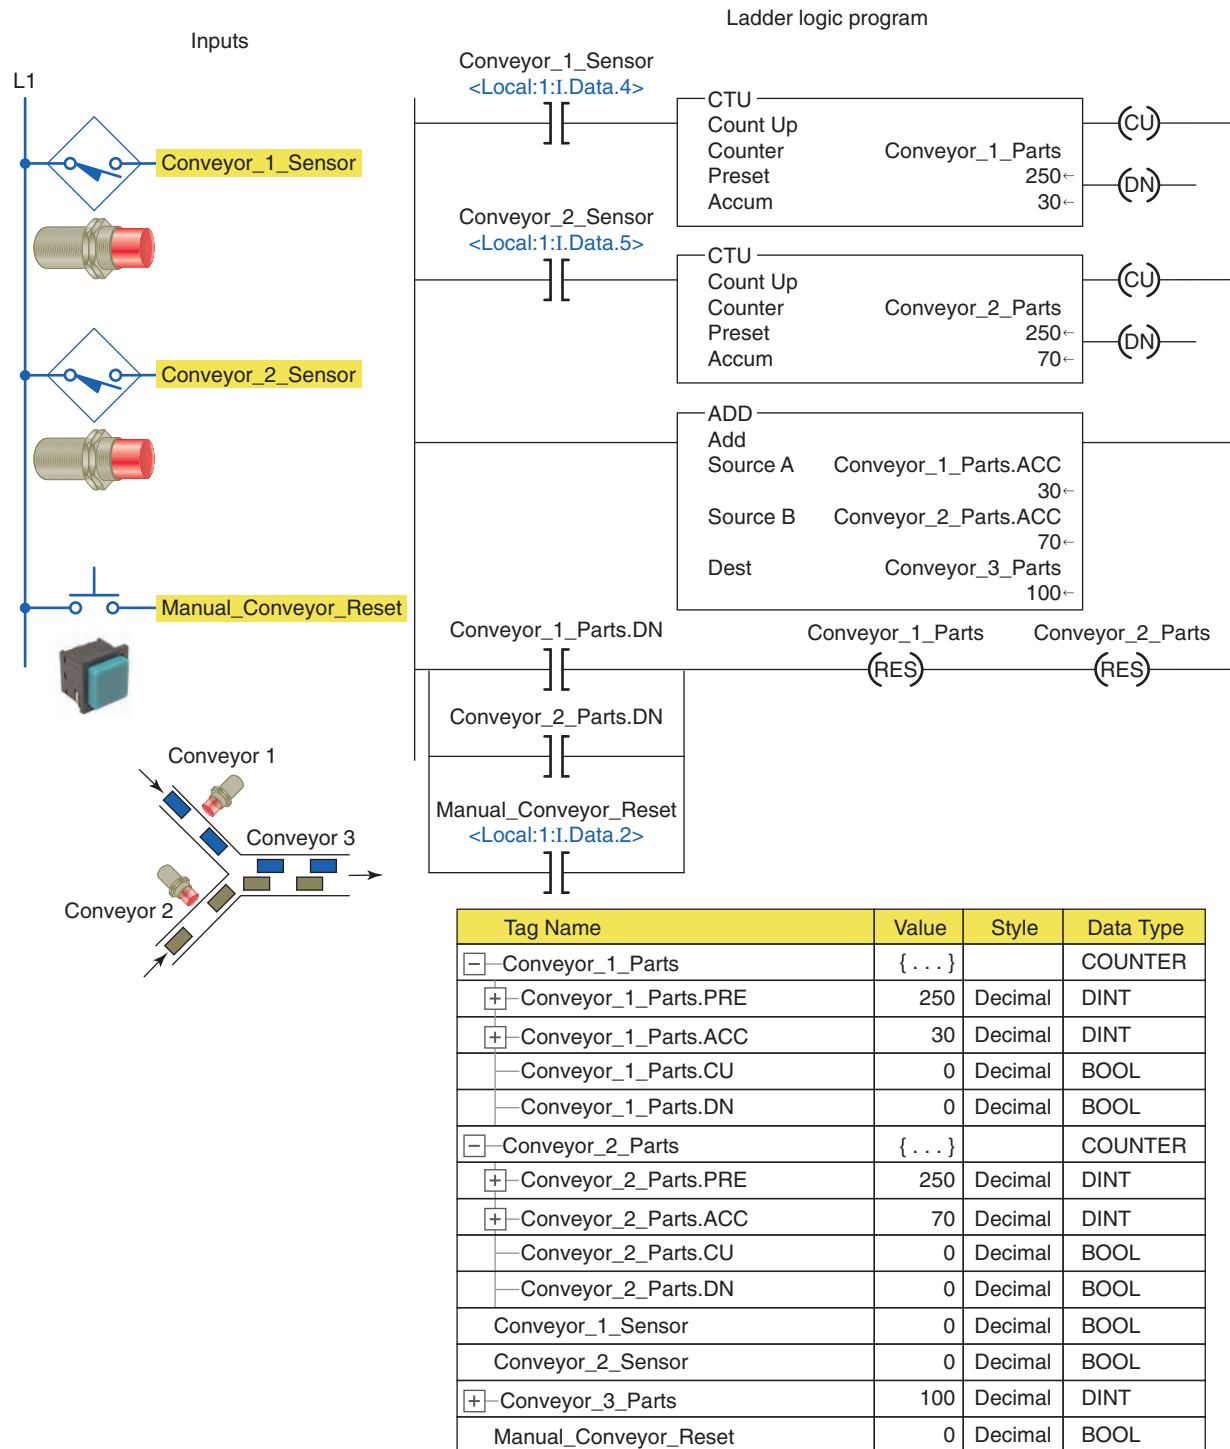 Ladder logic program
Inputs
L1
Conveyor_1_Sensor
Conveyor_2_Sensor
Manual_Conveyor_Reset
Conveyor_1_Sensor
<Local:1:I.Data.4>
CTU
Count Up
Counter Conveyor_1_Parts
Preset 250←
Accum 30←
CU
DN
Conveyor_2_Sensor
<Local:1:I.Data.5>
CTU
Count Up
Counter Conveyor_2_Parts
Preset 250←
Accum 70←
CU
DN
ADD
Add
Source A Conveyor_1_Parts.ACC
30←
Source B Conveyor_2_Parts.ACC
70←
Dest Conveyor_3_Parts
100←
Conveyor_1_Parts.DN
Conveyor_1_Parts
RES
Conveyor_2_Parts
RES
Conveyor_2_Parts.DN
Manual_Conveyor_Reset
<Local:1:I.Data.2>
Conveyor 1
Conveyor 3
Conveyor 2
Tag Name Value Style Data Type
Conveyor_1_Parts { . . . } COUNTER
Conveyor_1_Parts.PRE 250 Decimal DINT
Conveyor_1_Parts.ACC 30 Decimal DINT
Conveyor_1_Parts.CU 0 Decimal BOOL
Conveyor_1_Parts.DN 0 Decimal BOOL
Conveyor_2_Parts { . . . } COUNTER
Conveyor_2_Parts.PRE 250 Decimal DINT
Conveyor_2_Parts.ACC 70 Decimal DINT
Conveyor_2_Parts.CU 0 Decimal BOOL
Conveyor_2_Parts.DN 0 Decimal BOOL
Conveyor_1_Sensor 0 Decimal BOOL
Conveyor_2_Sensor 0 Decimal BOOL
Conveyor_3_Parts 100 Decimal DINT
Manual_Conveyor_Reset 0 Decimal BOOL